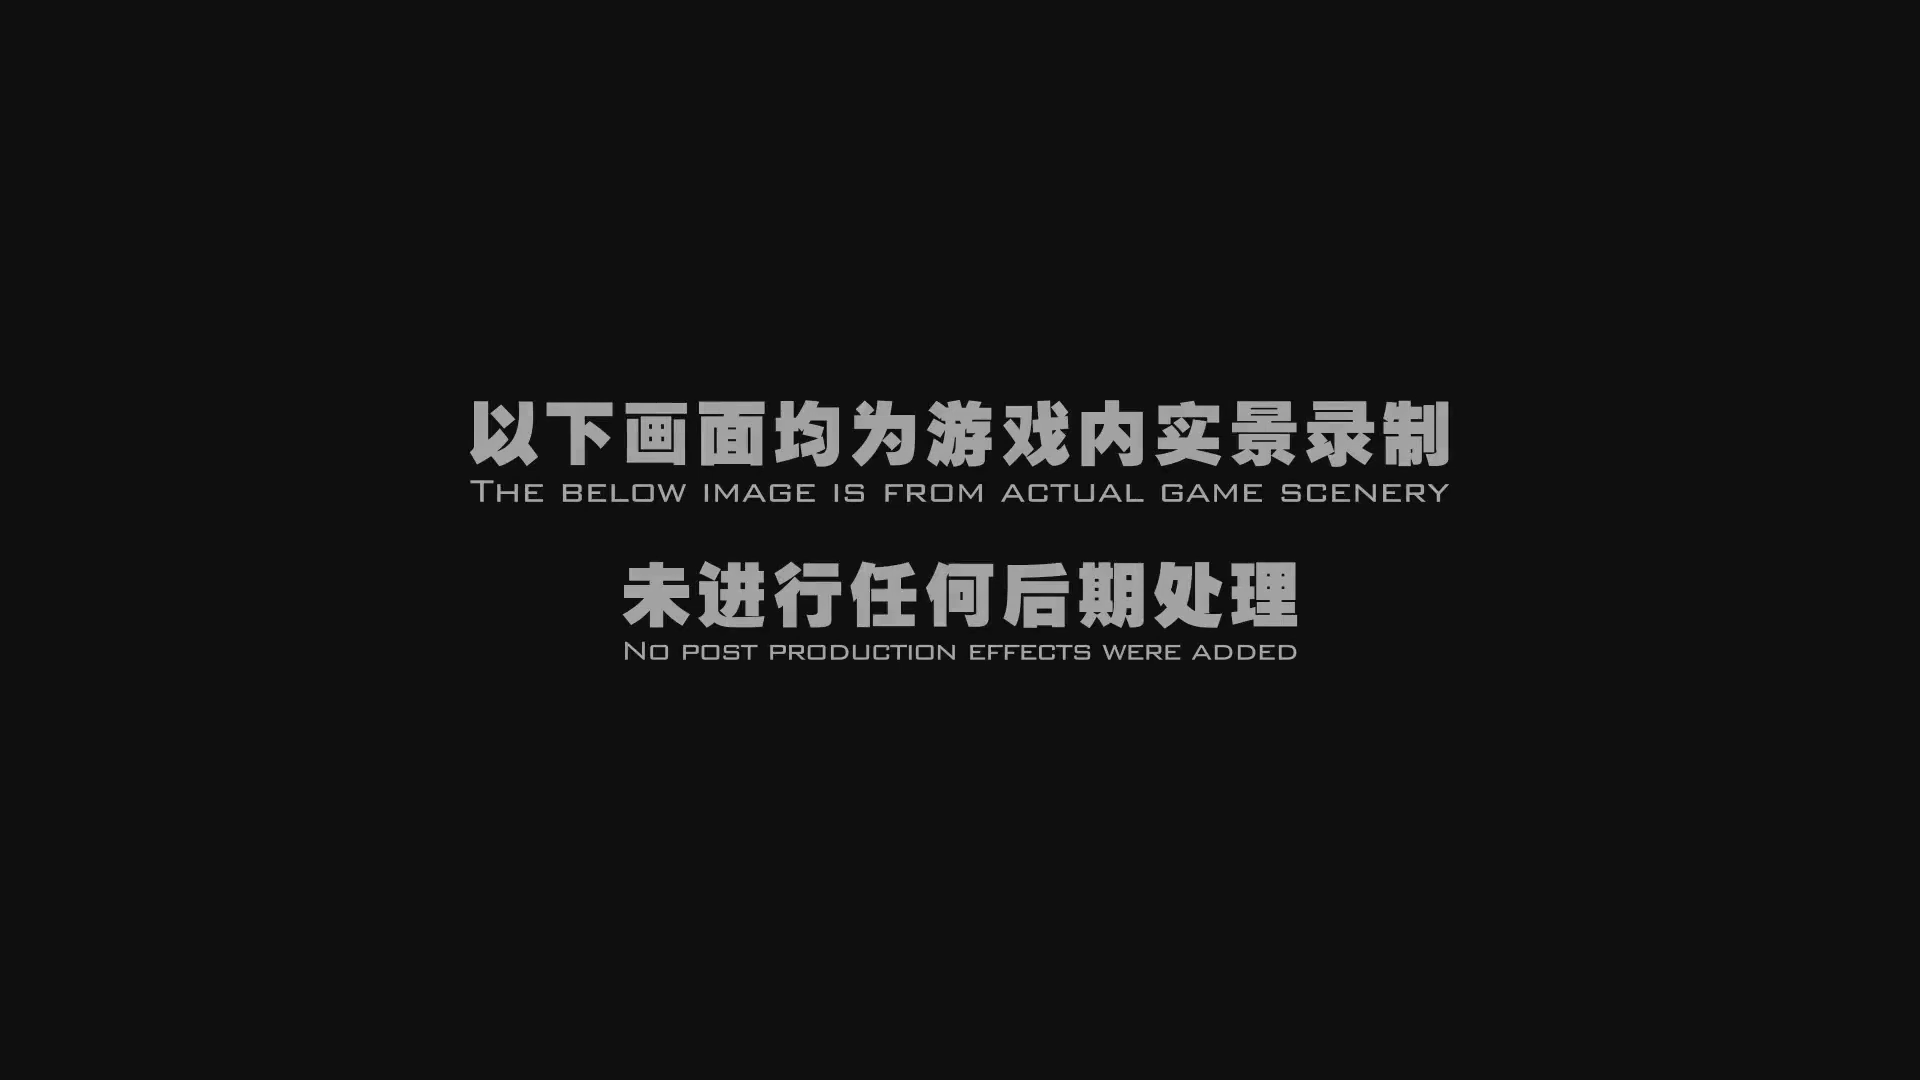 以下画面均为游戏内实景录制
THE BELOW IMAGE IS FROM ACTUAL GAME SCENERY
未进行任何后期处理
NO POST PRODUCTION EFFECTS WERE ADDED